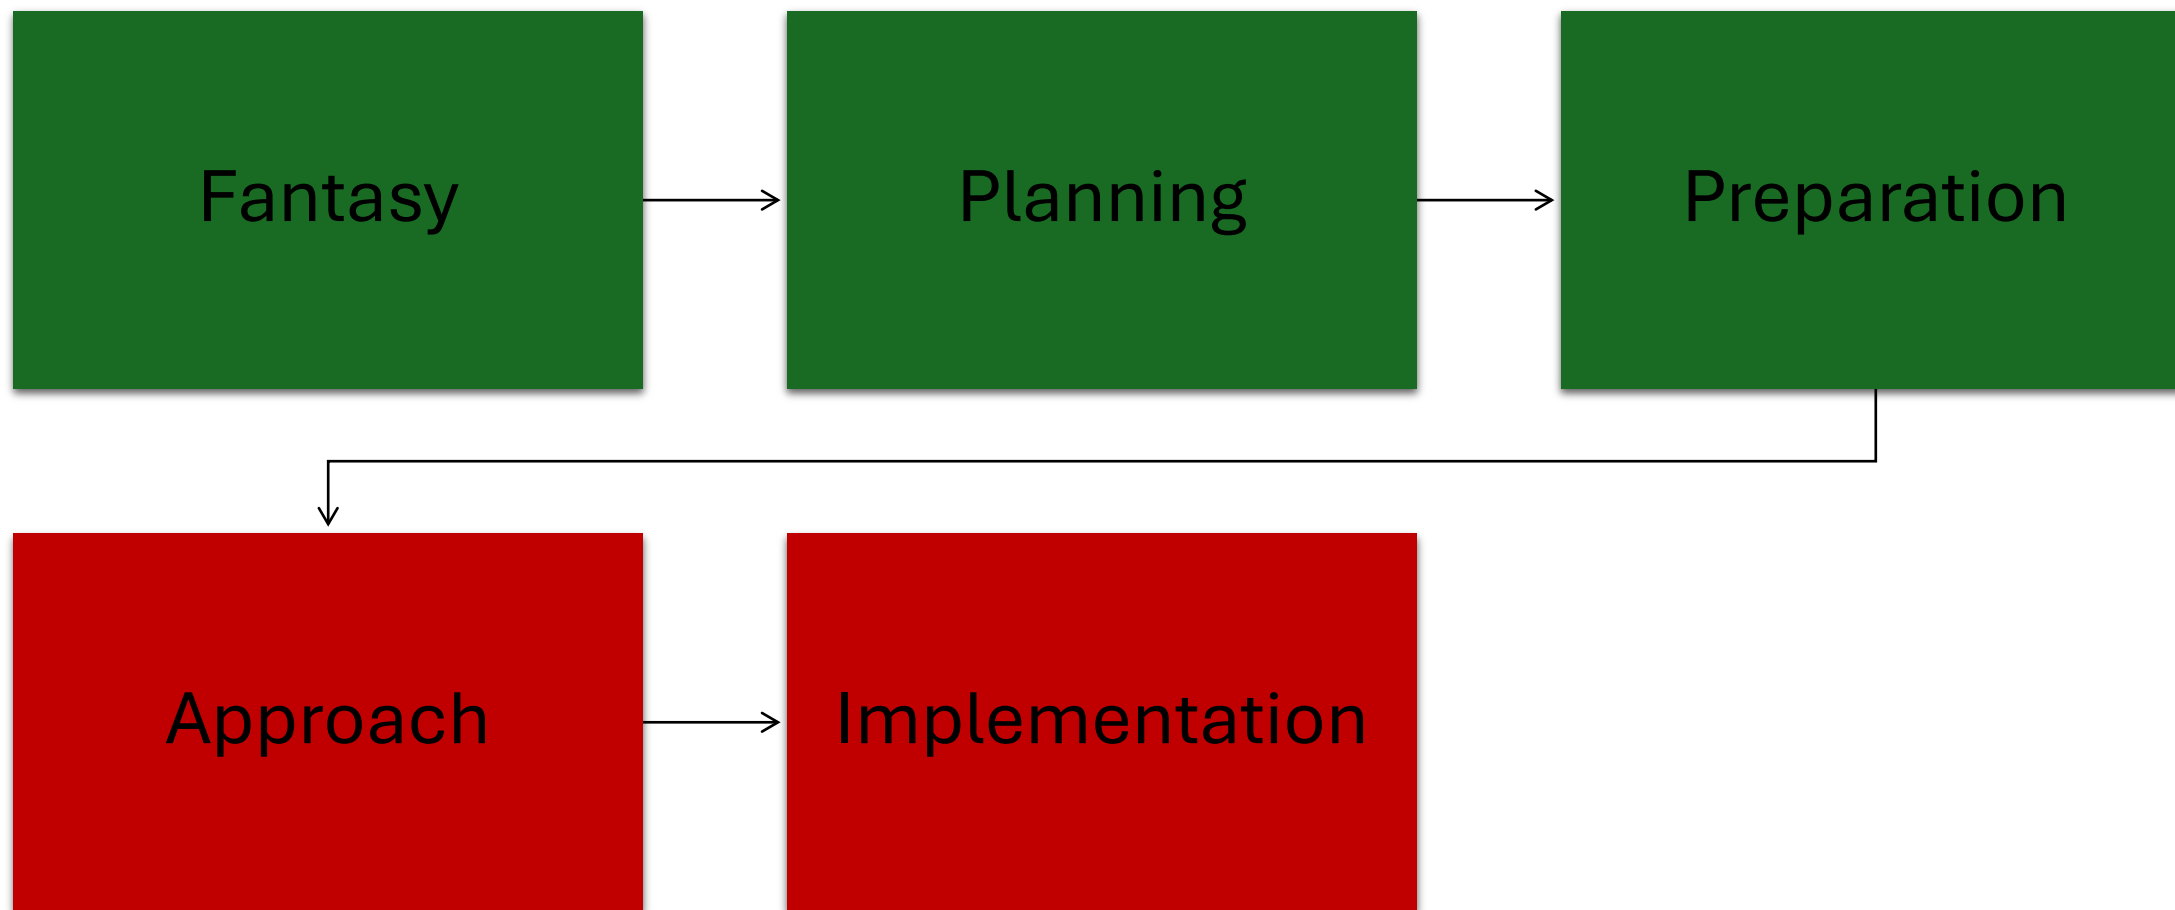 Fantasy
Planning
Preparation
Approach
Implementation